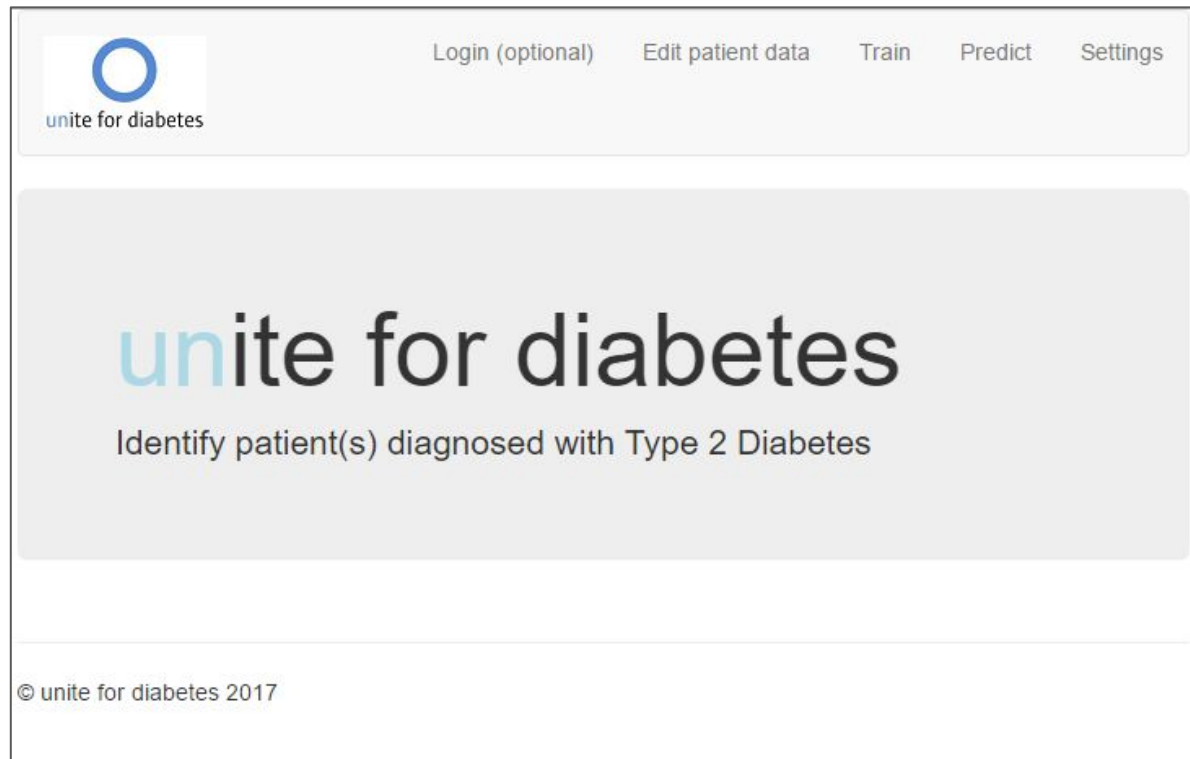 Login (optional) Edit patient data Train Predict Settings
unite for diabetes
unite for diabetes
Identify patient(s) diagnosed with Type 2 Diabetes
© unite for diabetes 2017